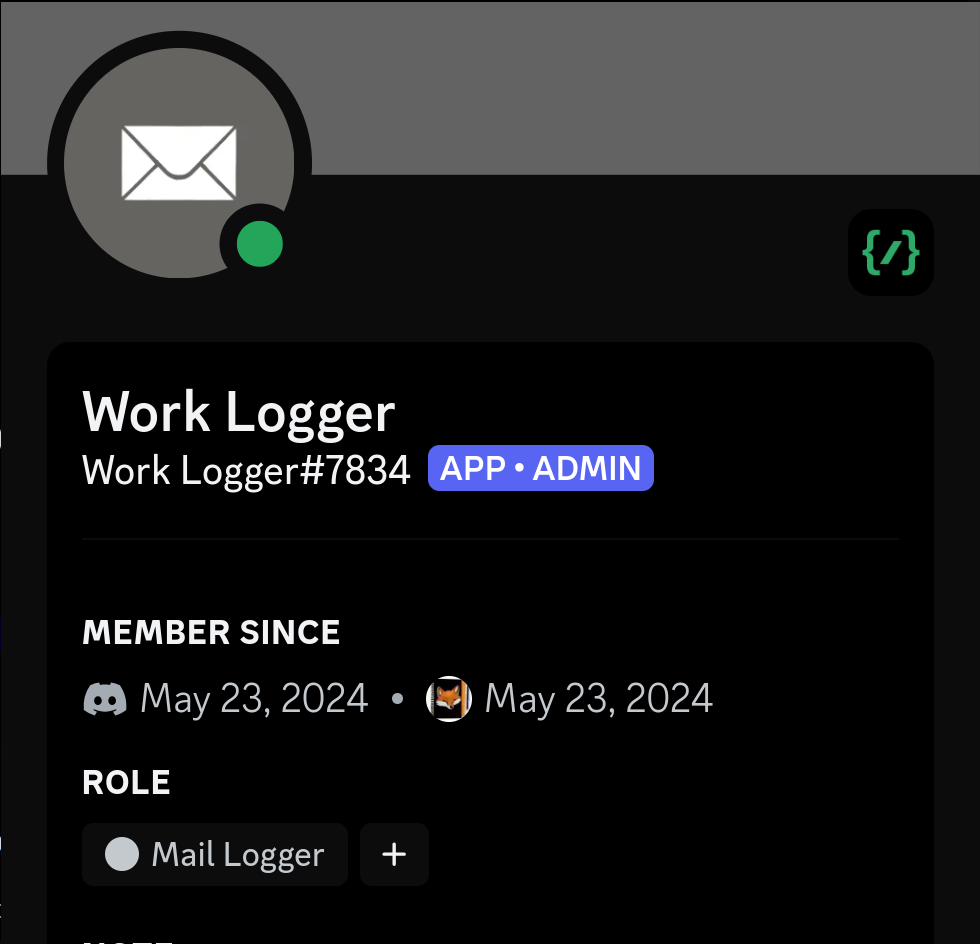 {/}
Work Logger
Work Logger#7834 APP • ADMIN
MEMBER SINCE
May 23, 2024 • May 23, 2024
ROLE
Mail Logger +